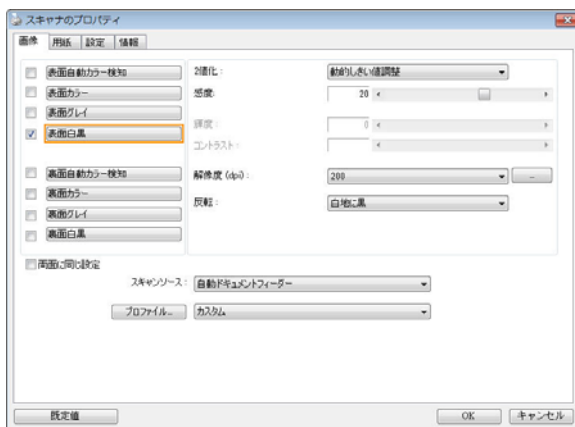 スキャナのプロパティ
画像 用紙 設定 情報
表面自動カラー検知
表面カラー
表面グレイ
表面白黒
裏面自動カラー検知
裏面カラー
裏面グレイ
裏面白黒
2値化: 動的しきい値調整
感度: 20
輝度: 0
コントラスト:
解像度 (dpi): 200
反転: 白地に黒
両面に同じ設定
スキャンソース: 自動ドキュメントフィーダー
プロファイル... カスタム
既定値 OK キャンセル